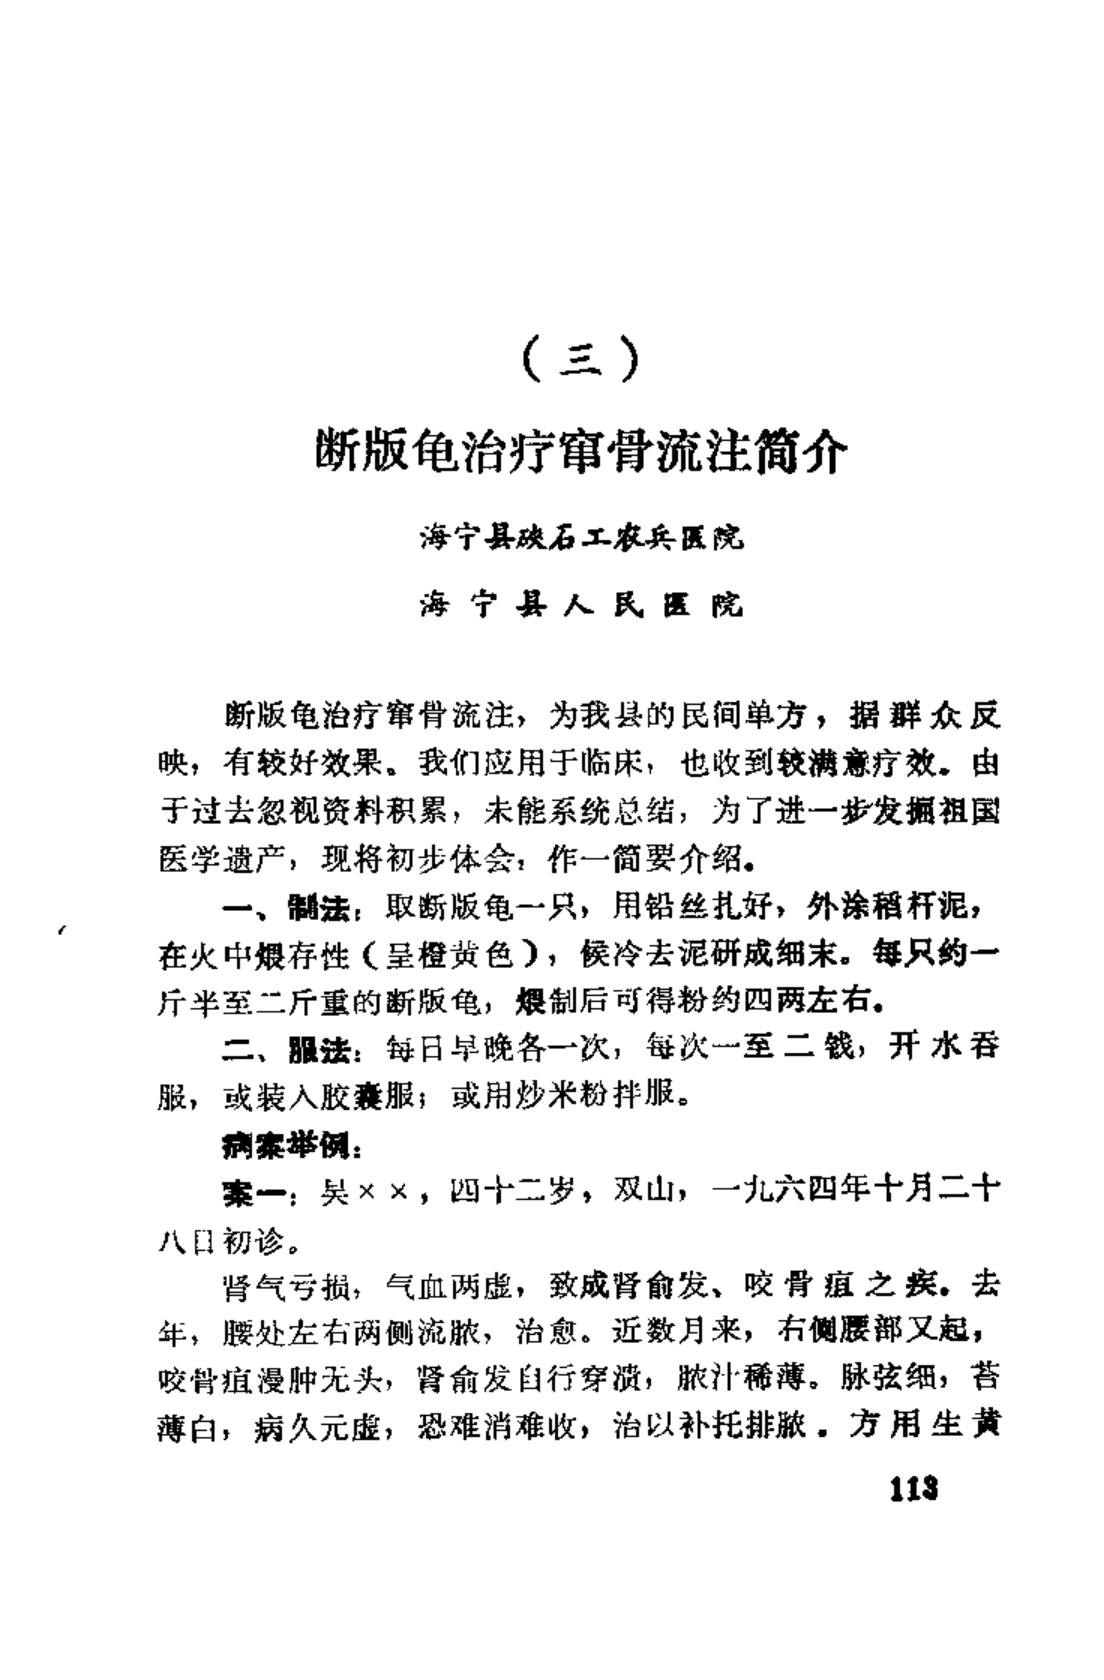 （三）
断版龟治疗窜骨流注简介
海宁县硖石工农兵医院
海宁县人民医院
断版龟治疗窜骨流注，为我县的民间单方，据群众反
映，有较好效果。我们应用于临床，也收到较满意疗效。由
于过去忽视资料积累，未能系统总结，为了进一步发掘祖国
医学遗产，现将初步体会，作一简要介绍。
一、制法：取断版龟一只，用铅丝扎好，外涂稻秆泥，
在火中煨存性（呈橙黄色），候冷去泥研成细末。每只约一
斤半至二斤重的断版龟，煨制后可得粉约四两左右。
二、服法：每日早晚各一次，每次一至二钱，开水吞
服，或装入胶囊服；或用炒米粉拌服。
病案举例：
案一：吴××，四十二岁，双山，一九六四年十月二十
八日初诊。
肾气亏损，气血两虚，致成肾俞发、咬骨疽之疾。去
年，腰处左右两侧流脓，治愈。近数月来，右侧腰部又起，
咬骨疽漫肿无头，肾俞发自行穿溃，脓汁稀薄。脉弦细，苔
薄白，病久元虚，恐难消难收，治以补托排脓。方用生黄
113